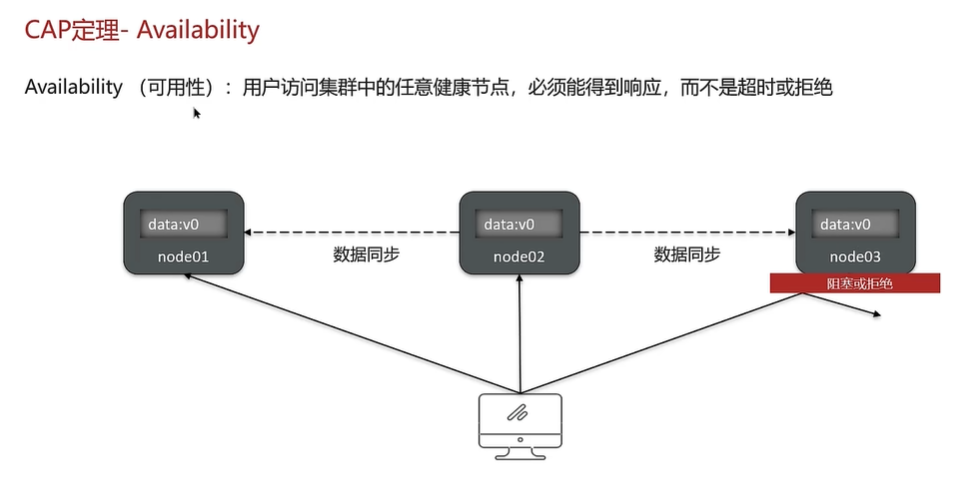 CAP定理- Availability
Availability （可用性）：用户访问集群中的任意健康节点，必须能得到响应，而不是超时或拒绝
data:v0
node01
数据同步
data:v0
node02
数据同步
data:v0
node03
阻塞或拒绝